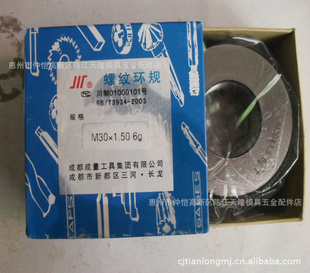 惠州市仲恺高新区陈江天隆模具五金配件店
螺纹环规
川制01000101号
GB/T3934-2003
规格
M30×1.50 6g
成都成量工具集团有限公司
成都市新都区三河·长龙
惠州市仲恺高新区陈江天隆模具五金配件店
cjtianlongmj.1688.com